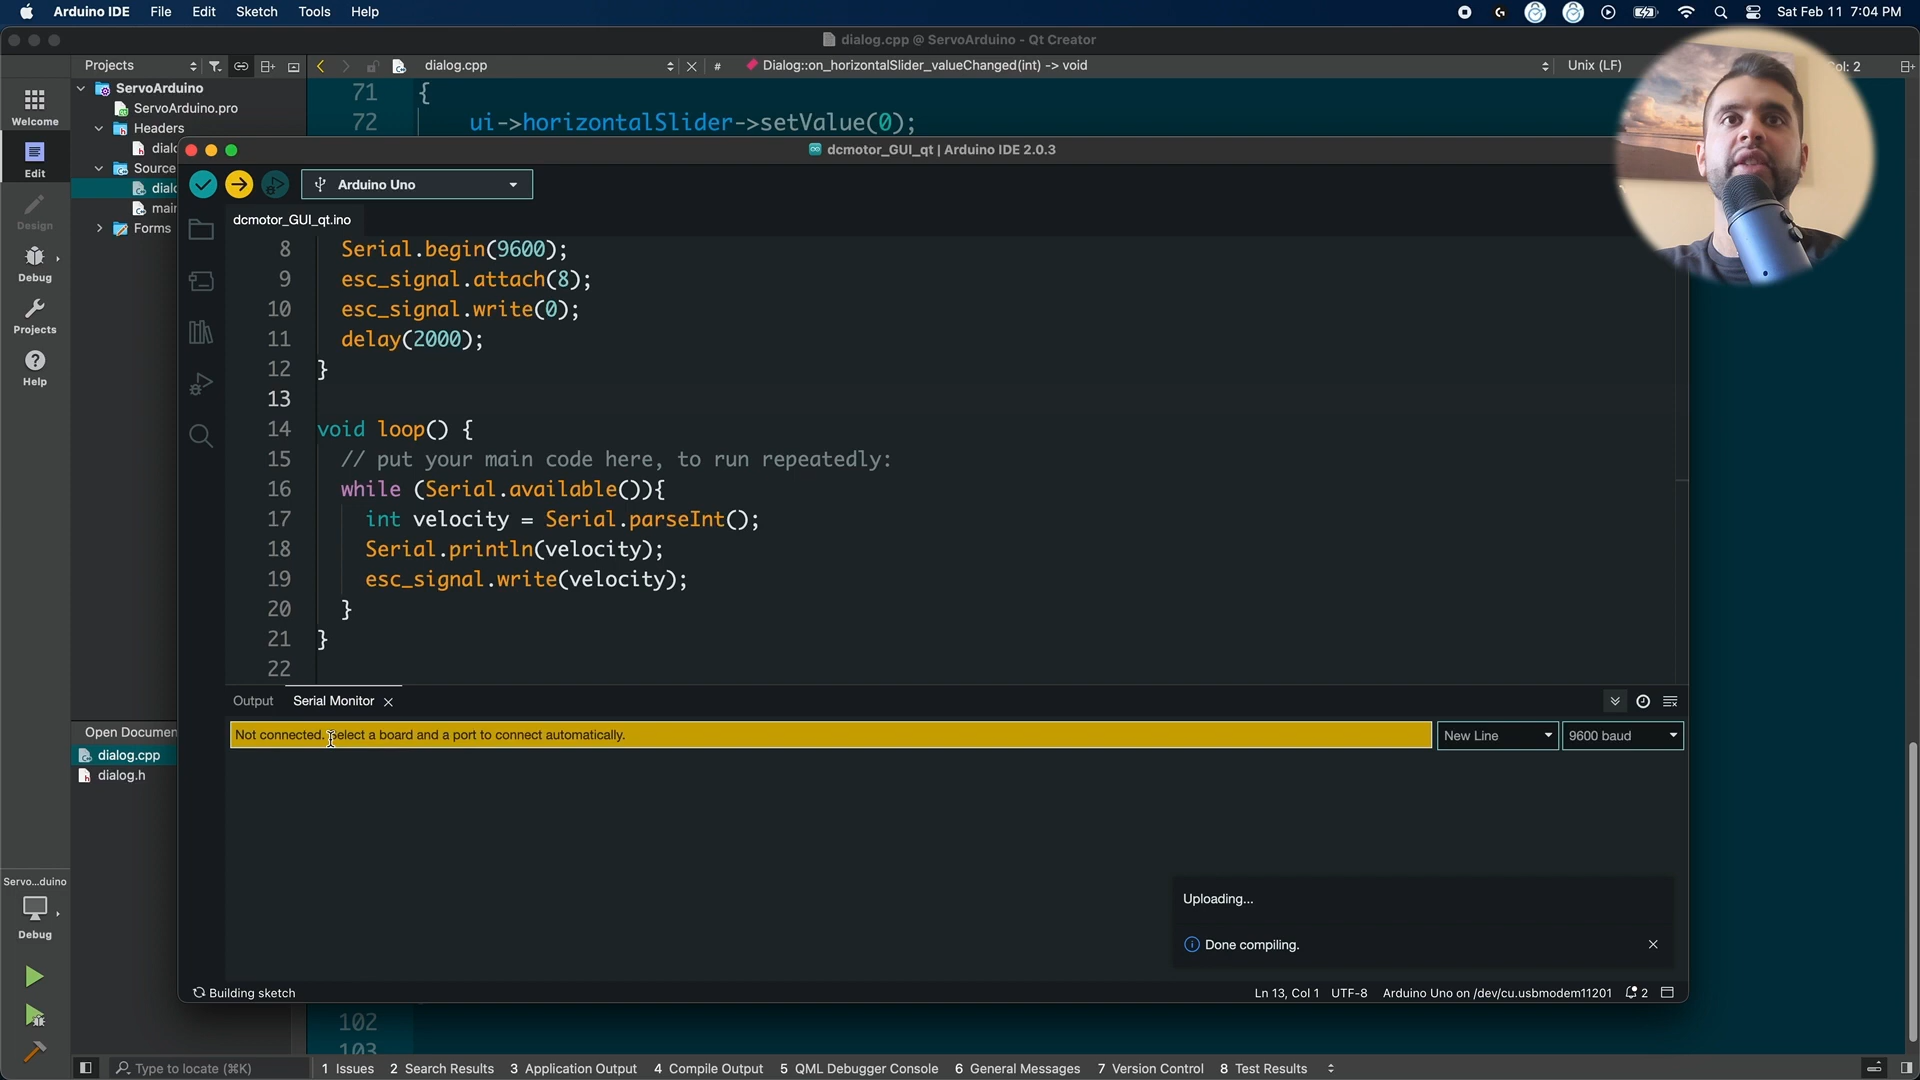 Arduino IDE File Edit Sketch Tools Help
Sat Feb 11 7:04 PM
dialog.cpp @ ServoArduino - Qt Creator
Projects
dialog.cpp
#
Dialog::on_horizontalSlider_valueChanged(int) -> void
Unix (LF)
Col: 2
Welcome
Edit
Design
Debug
Projects
Help
ServoArduino
ServoArduino.pro
Headers
dialo
Source
dialo
main
Forms
71 {
72 ui->horizontalSlider->setValue(0);
dcmotor_GUI_qt | Arduino IDE 2.0.3
Arduino Uno
dcmotor_GUI_qt.ino
8 Serial.begin(9600);
9 esc_signal.attach(8);
10 esc_signal.write(0);
11 delay(2000);
12 }
13
14 void loop() {
15 // put your main code here, to run repeatedly:
16 while (Serial.available()){
17 int velocity = Serial.parseInt();
18 Serial.println(velocity);
19 esc_signal.write(velocity);
20 }
21 }
22
Output Serial Monitor
Not connected. Select a board and a port to connect automatically.
New Line
9600 baud
Open Documen
dialog.cpp
dialog.h
Uploading...
Done compiling.
Building sketch
Ln 13, Col 1 UTF-8 Arduino Uno on /dev/cu.usbmodem11201 2
Servo...duino
Debug
102
103
Type to locate (⌘K)
1 Issues 2 Search Results 3 Application Output 4 Compile Output 5 QML Debugger Console 6 General Messages 7 Version Control 8 Test Results